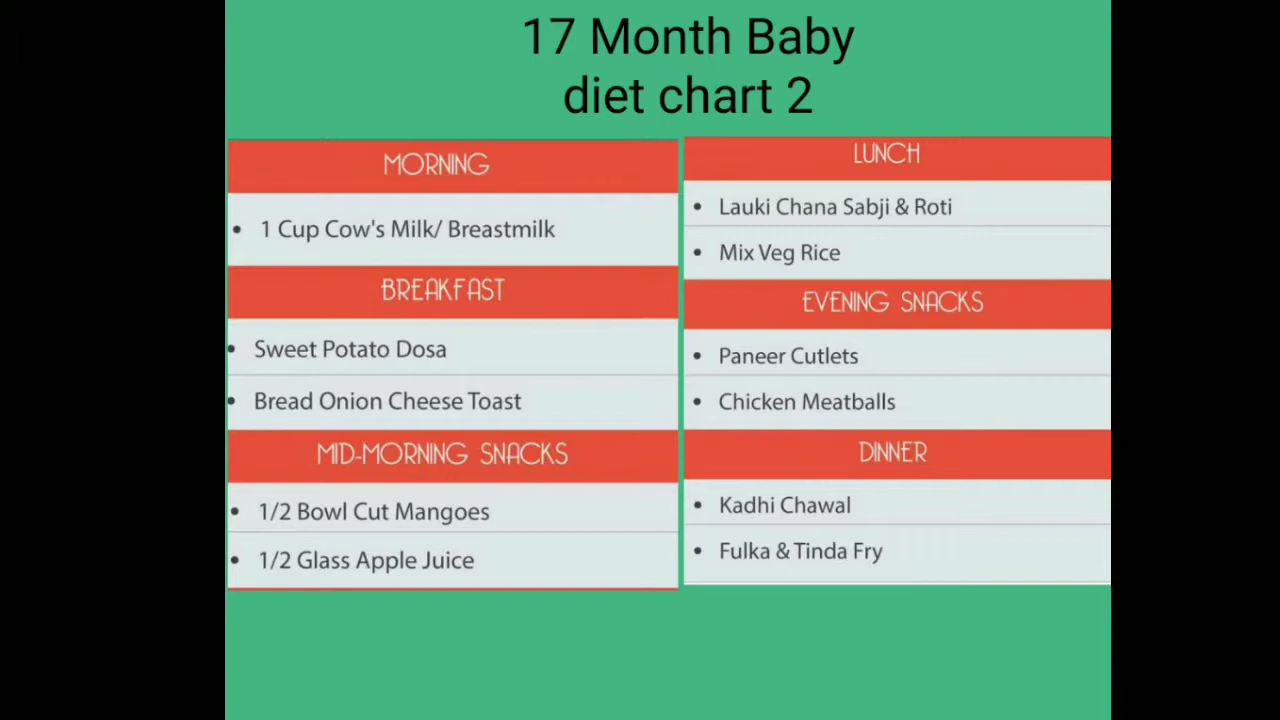 17 Month Baby
diet chart 2
MORNING
• 1 Cup Cow's Milk/ Breastmilk
BREAKFAST
• Sweet Potato Dosa
• Bread Onion Cheese Toast
MID-MORNING SNACKS
• 1/2 Bowl Cut Mangoes
• 1/2 Glass Apple Juice
LUNCH
• Lauki Chana Sabji & Roti
• Mix Veg Rice
EVENING SNACKS
• Paneer Cutlets
• Chicken Meatballs
DINNER
• Kadhi Chawal
• Fulka & Tinda Fry